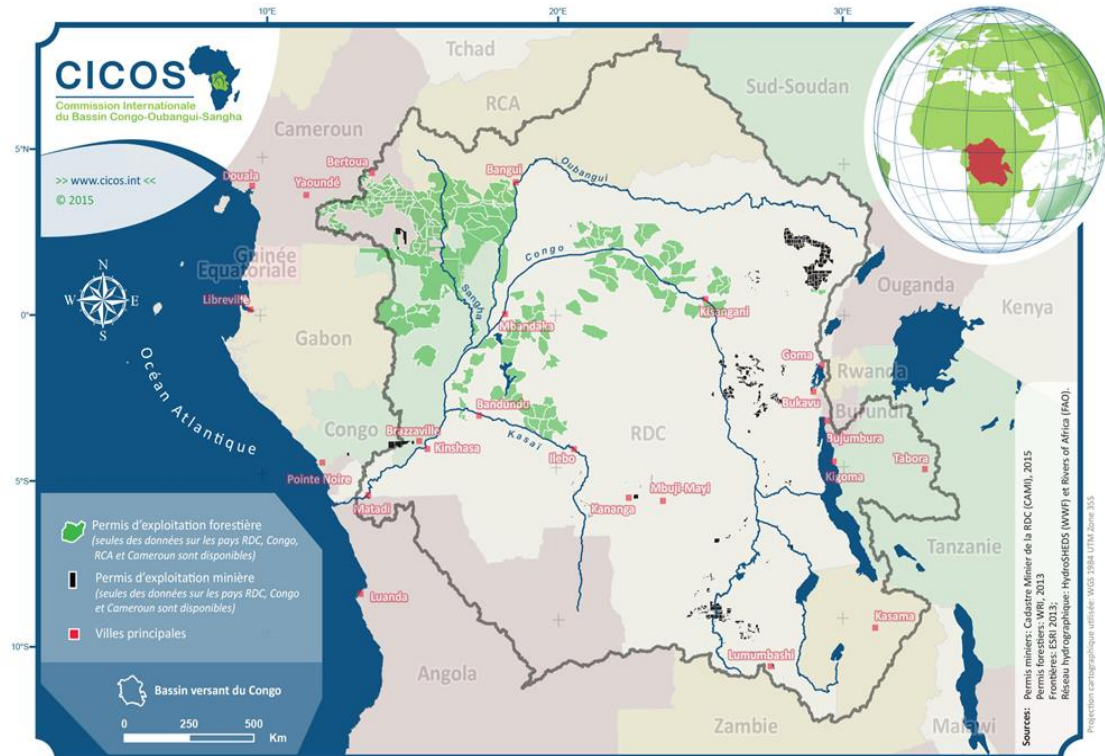 10°E
20°E
30°E
CICOS
Commission Internationale
du Bassin Congo-Oubangui-Sangha
>> www.cicos.int <<
© 2015
Tchad
RCA
Sud-Soudan
Cameroun
5°N
Bertoua
Douala
Yaoundé
Bangui
Oubangui
Congo
Guinée
Equatoriale
Sangha
Ouganda
Kenya
N
W E
S
Libreville
0°
Mbandaka
Kisangani
Gabon
Goma
Rwanda
Océan Atlantique
Bukavu
Burundi
Bandundu
Congo
Brazzaville
Kinshasa
Kasaï
Ilebo
RDC
Bujumbura
Tabora
Pointe Noire
Kigoma
5°S
Matadi
Kananga
Mbuji-Mayi
Tanzanie
Permis d'exploitation forestière
(seules des données sur les pays RDC, Congo,
RCA et Cameroun sont disponibles)
Permis d'exploitation minière
(seules des données sur les pays RDC, Congo
et Cameroun sont disponibles)
Villes principales
Luanda
Kasama
10°S
Angola
Lumumbashi
Bassin versant du Congo
0 250 500
Km
Zambie
Malawi
Sources: Permis miniers: Cadastre Minier de la RDC (CAMI), 2015
Permis forestiers: WRI, 2013
Frontières: ESRI 2013;
Réseau hydrographique: HydroSHEDS (WWF) et Rivers of Africa (FAO).
Projection cartographique utilisée: WGS 1984 UTM Zone 35S